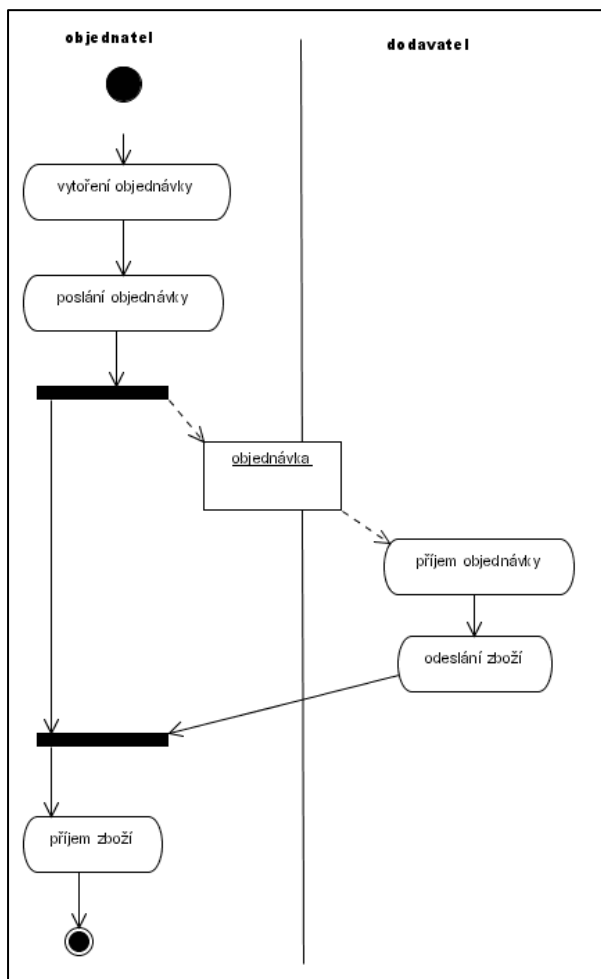 objednatel
dodavatel
vytoření objednávky
poslání objednávky
objednávka
příjem objednávky
odeslání zboží
příjem zboží